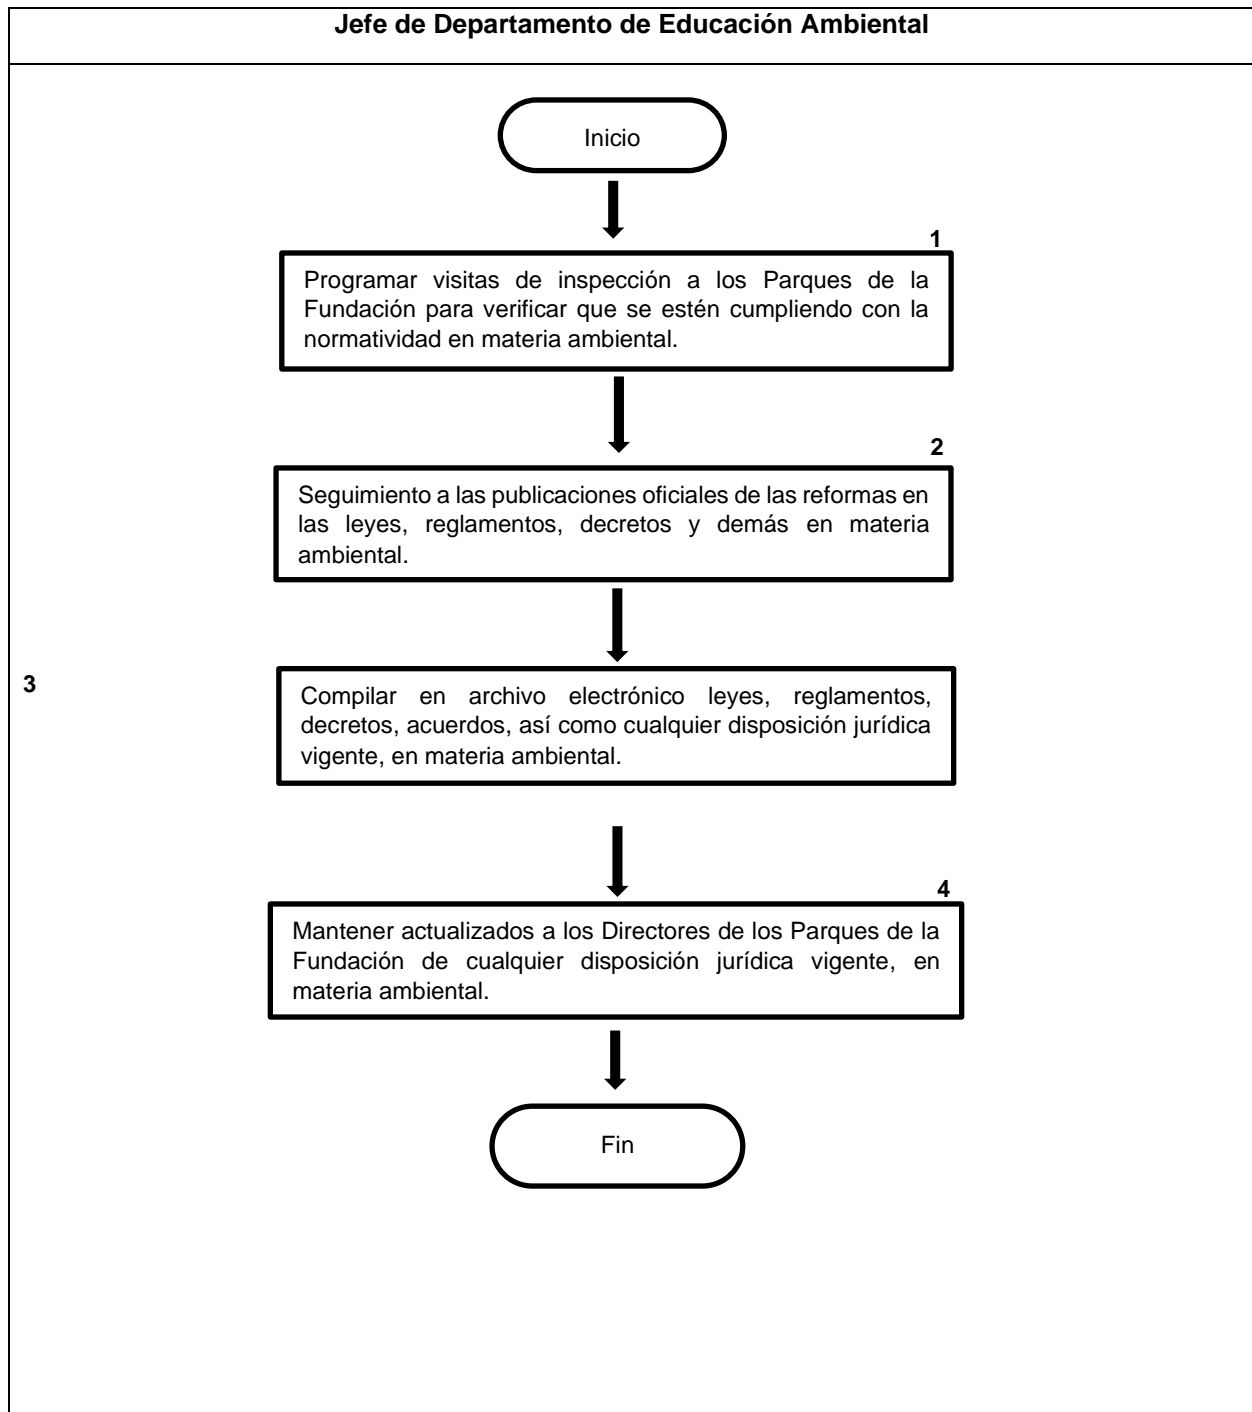 Jefe de Departamento de Educación Ambiental
Inicio
1
Programar visitas de inspección a los Parques de la
Fundación para verificar que se estén cumpliendo con la
normatividad en materia ambiental.
2
Seguimiento a las publicaciones oficiales de las reformas en
las leyes, reglamentos, decretos y demás en materia
ambiental.
3
Compilar en archivo electrónico leyes, reglamentos,
decretos, acuerdos, así como cualquier disposición jurídica
vigente, en materia ambiental.
4
Mantener actualizados a los Directores de los Parques de la
Fundación de cualquier disposición jurídica vigente, en
materia ambiental.
Fin